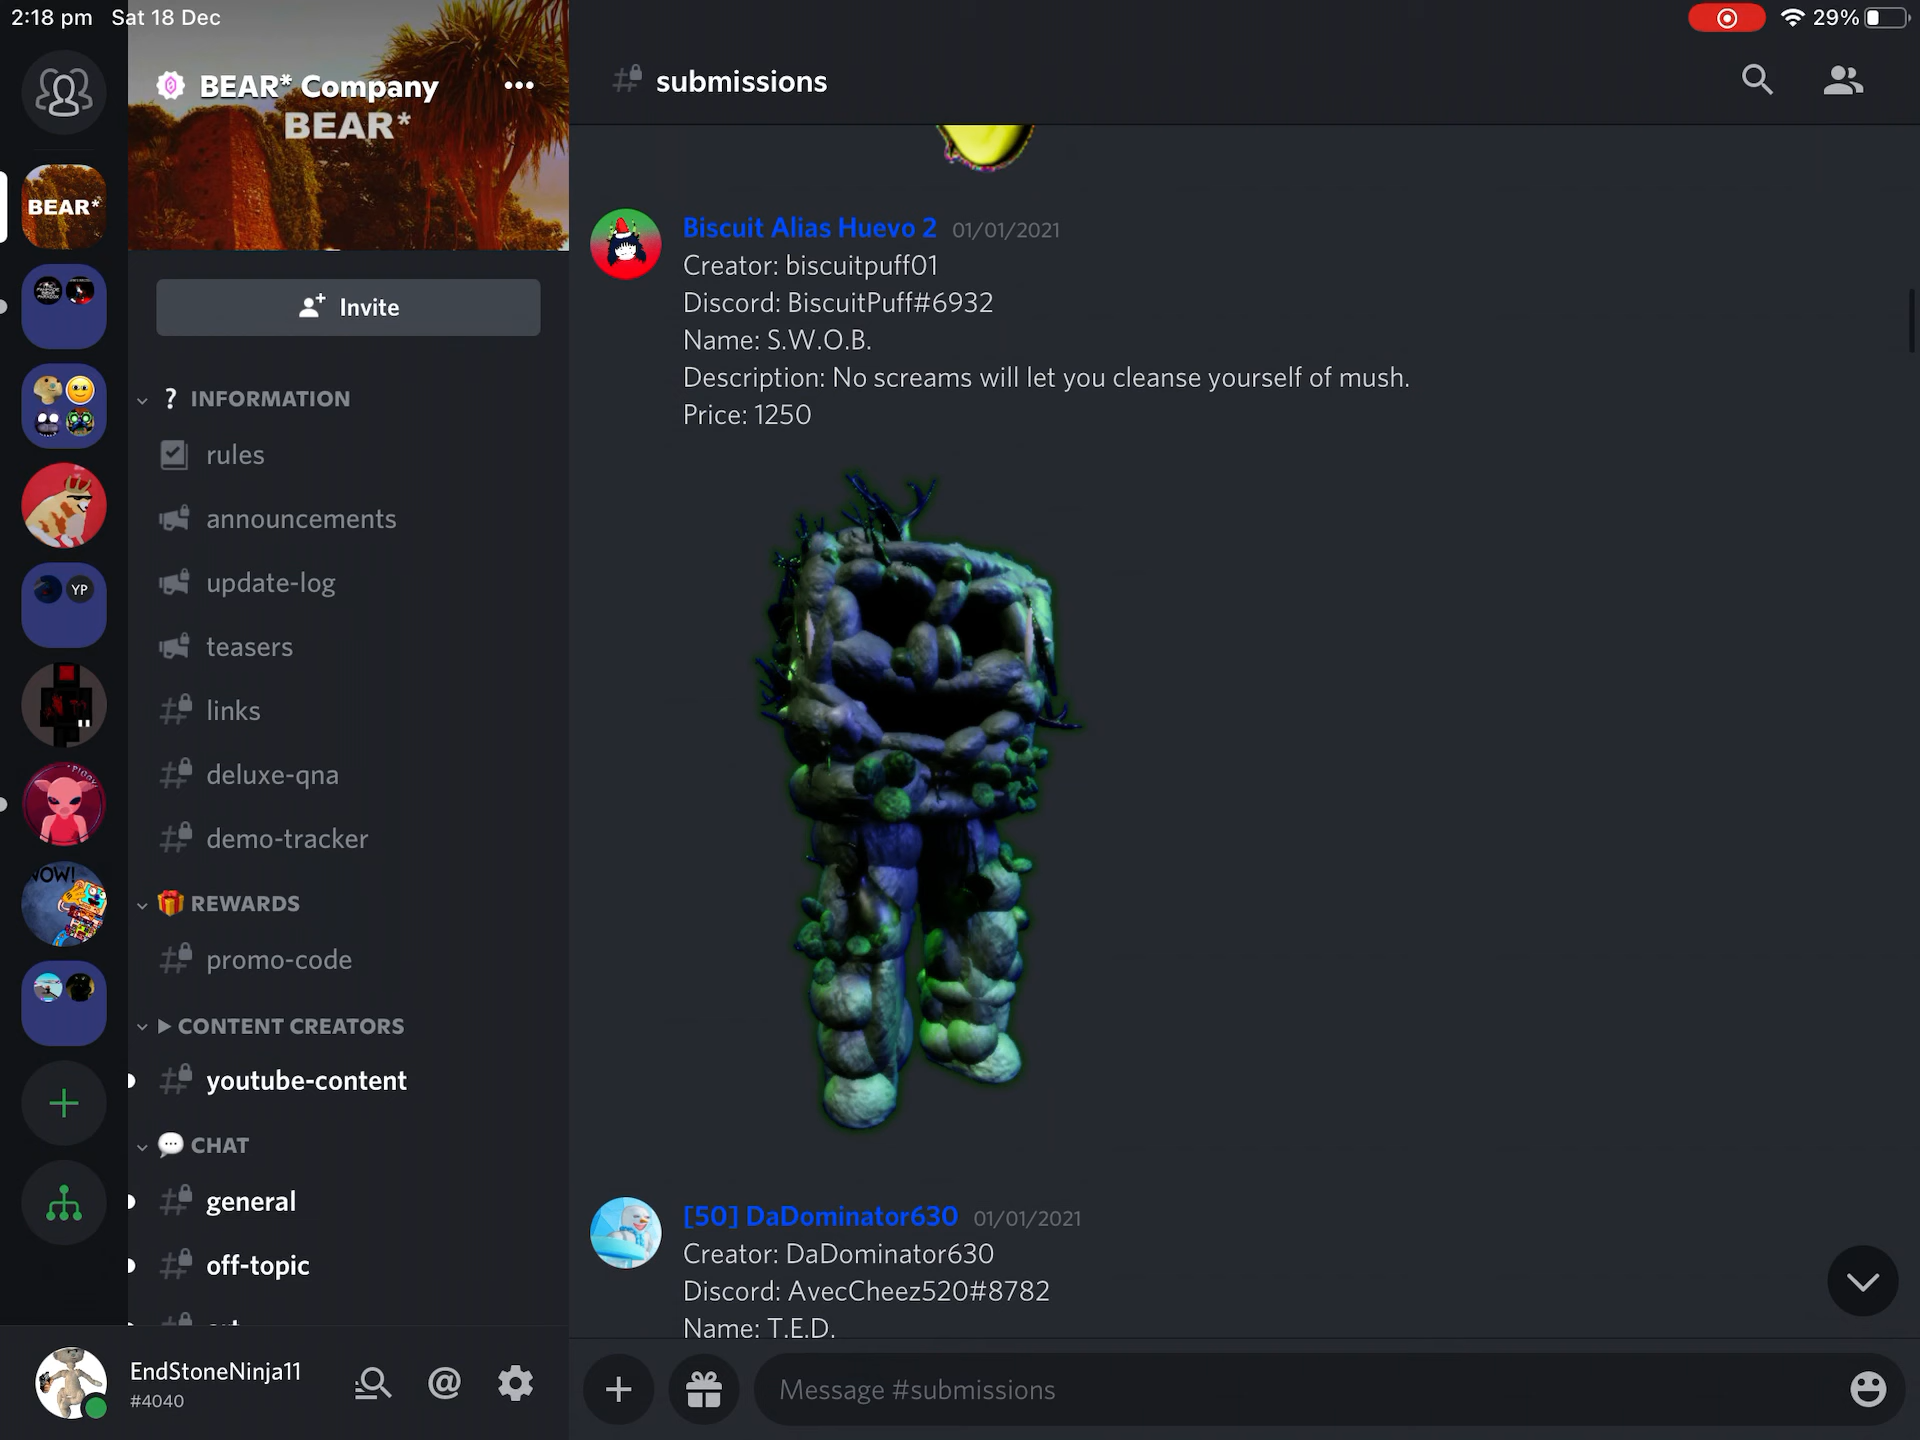 2:18 pm Sat 18 Dec
29%
BEAR* Company
BEAR*
BEAR*
Invite
? INFORMATION
rules
announcements
update-log
teasers
links
deluxe-qna
demo-tracker
REWARDS
promo-code
CONTENT CREATORS
youtube-content
CHAT
general
off-topic
YP
WOW!
EndStoneNinja11
#4040
submissions
Biscuit Alias Huevo 2 01/01/2021
Creator: biscuitpuff01
Discord: BiscuitPuff#6932
Name: S.W.O.B.
Description: No screams will let you cleanse yourself of mush.
Price: 1250
[50] DaDominator630 01/01/2021
Creator: DaDominator630
Discord: AvecCheez520#8782
Name: T.E.D.
Message #submissions